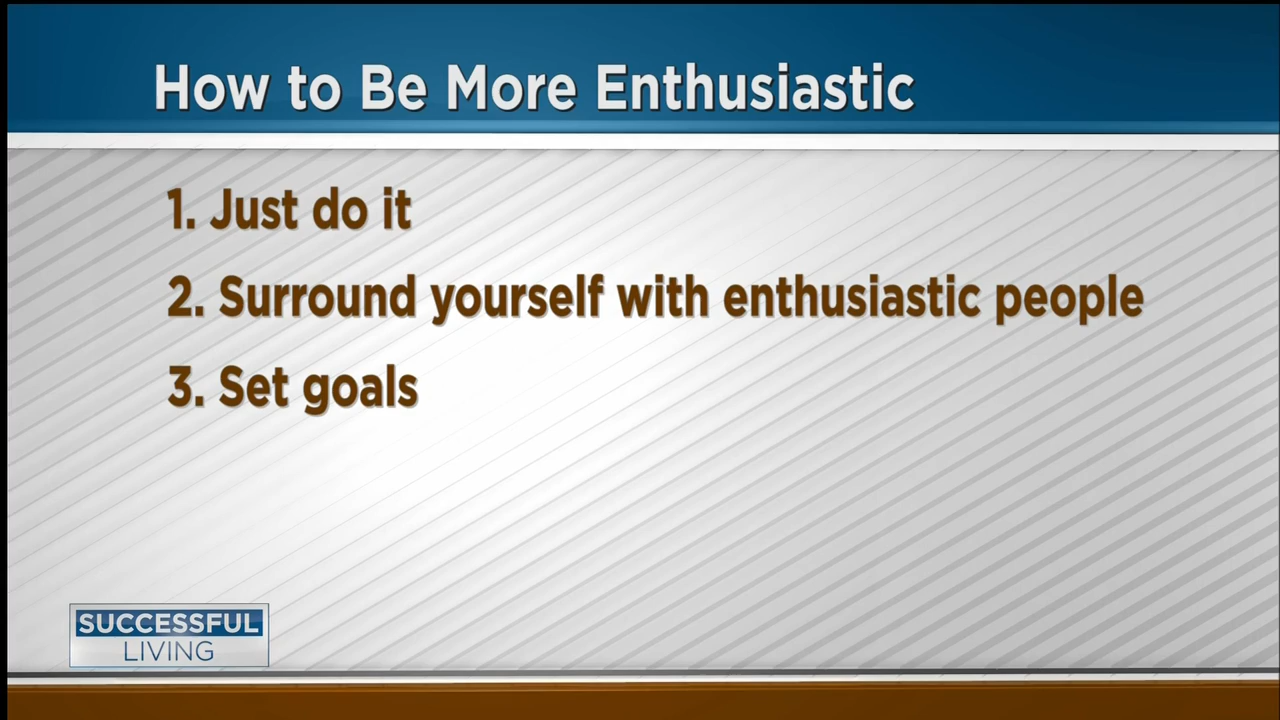 How to Be More Enthusiastic
1. Just do it
2. Surround yourself with enthusiastic people
3. Set goals
SUCCESSFUL
LIVING